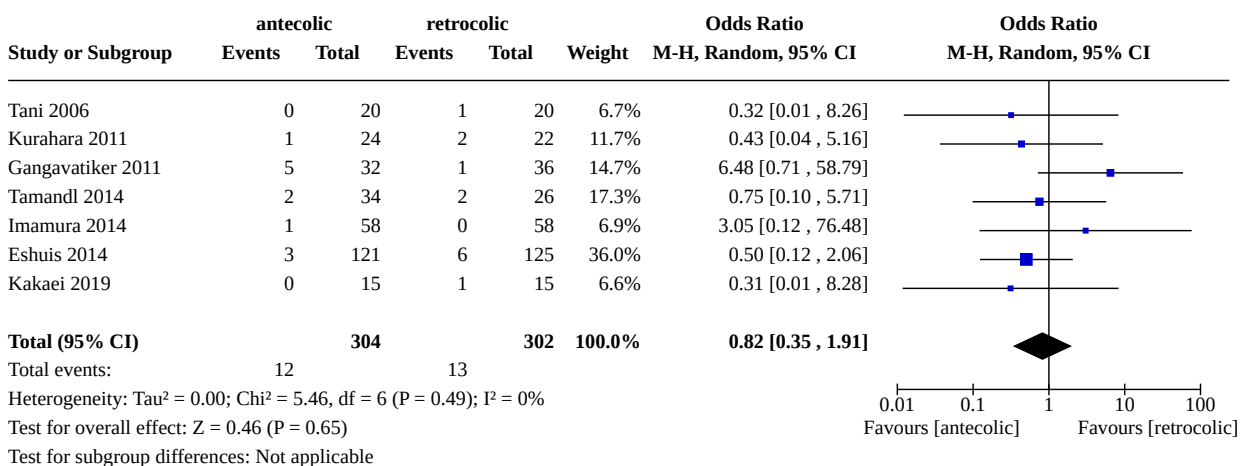 antecolic retrocolic Odds Ratio Odds Ratio
Study or Subgroup Events Total Events Total Weight M-H, Random, 95% CI M-H, Random, 95% CI
Tani 2006 0 20 1 20 6.7% 0.32 [0.01 , 8.26]
Kurahara 2011 1 24 2 22 11.7% 0.43 [0.04 , 5.16]
Gangavatiker 2011 5 32 1 36 14.7% 6.48 [0.71 , 58.79]
Tamandl 2014 2 34 2 26 17.3% 0.75 [0.10 , 5.71]
Imamura 2014 1 58 0 58 6.9% 3.05 [0.12 , 76.48]
Eshuis 2014 3 121 6 125 36.0% 0.50 [0.12 , 2.06]
Kakaei 2019 0 15 1 15 6.6% 0.31 [0.01 , 8.28]
Total (95% CI) 304 302 100.0% 0.82 [0.35 , 1.91]
Total events: 12 13
Heterogeneity: Tau² = 0.00; Chi² = 5.46, df = 6 (P = 0.49); I² = 0%
0.01 0.1 1 10 100
Test for overall effect: Z = 0.46 (P = 0.65)
Favours [antecolic] Favours [retrocolic]
Test for subgroup differences: Not applicable